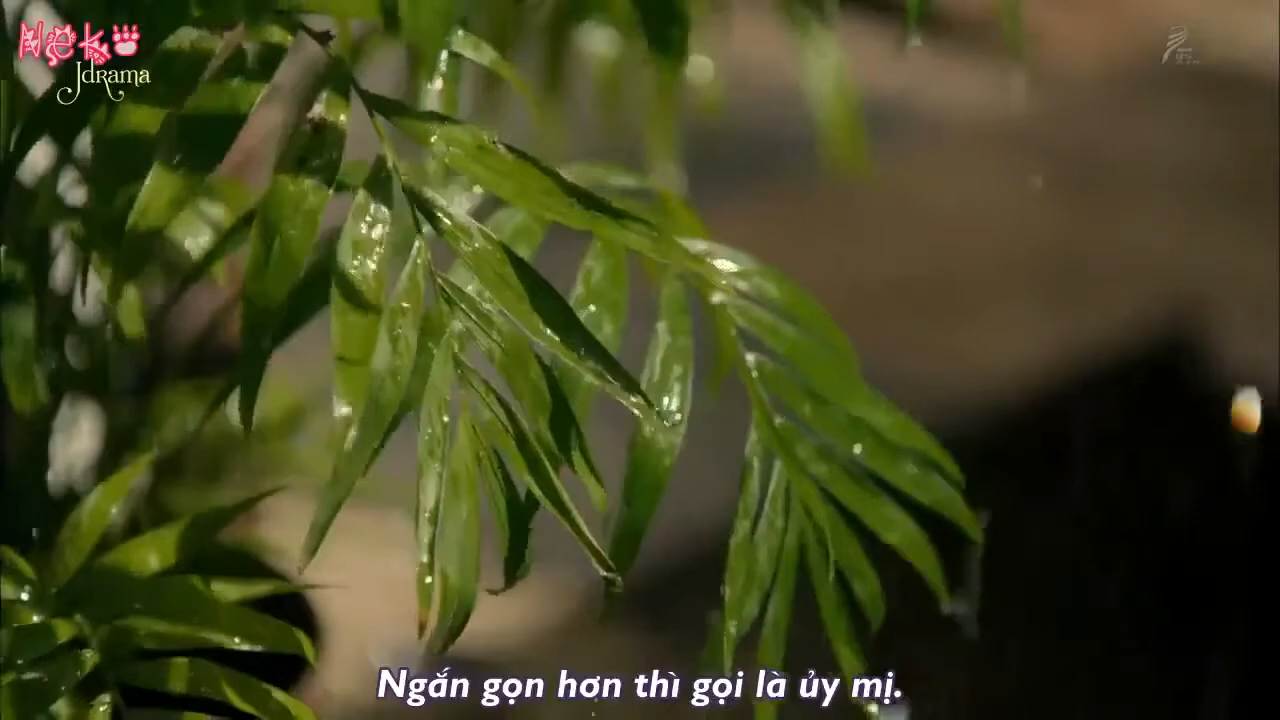 Neko
Jdrama
Ngắn gọn hơn thì gọi là ủy mị.